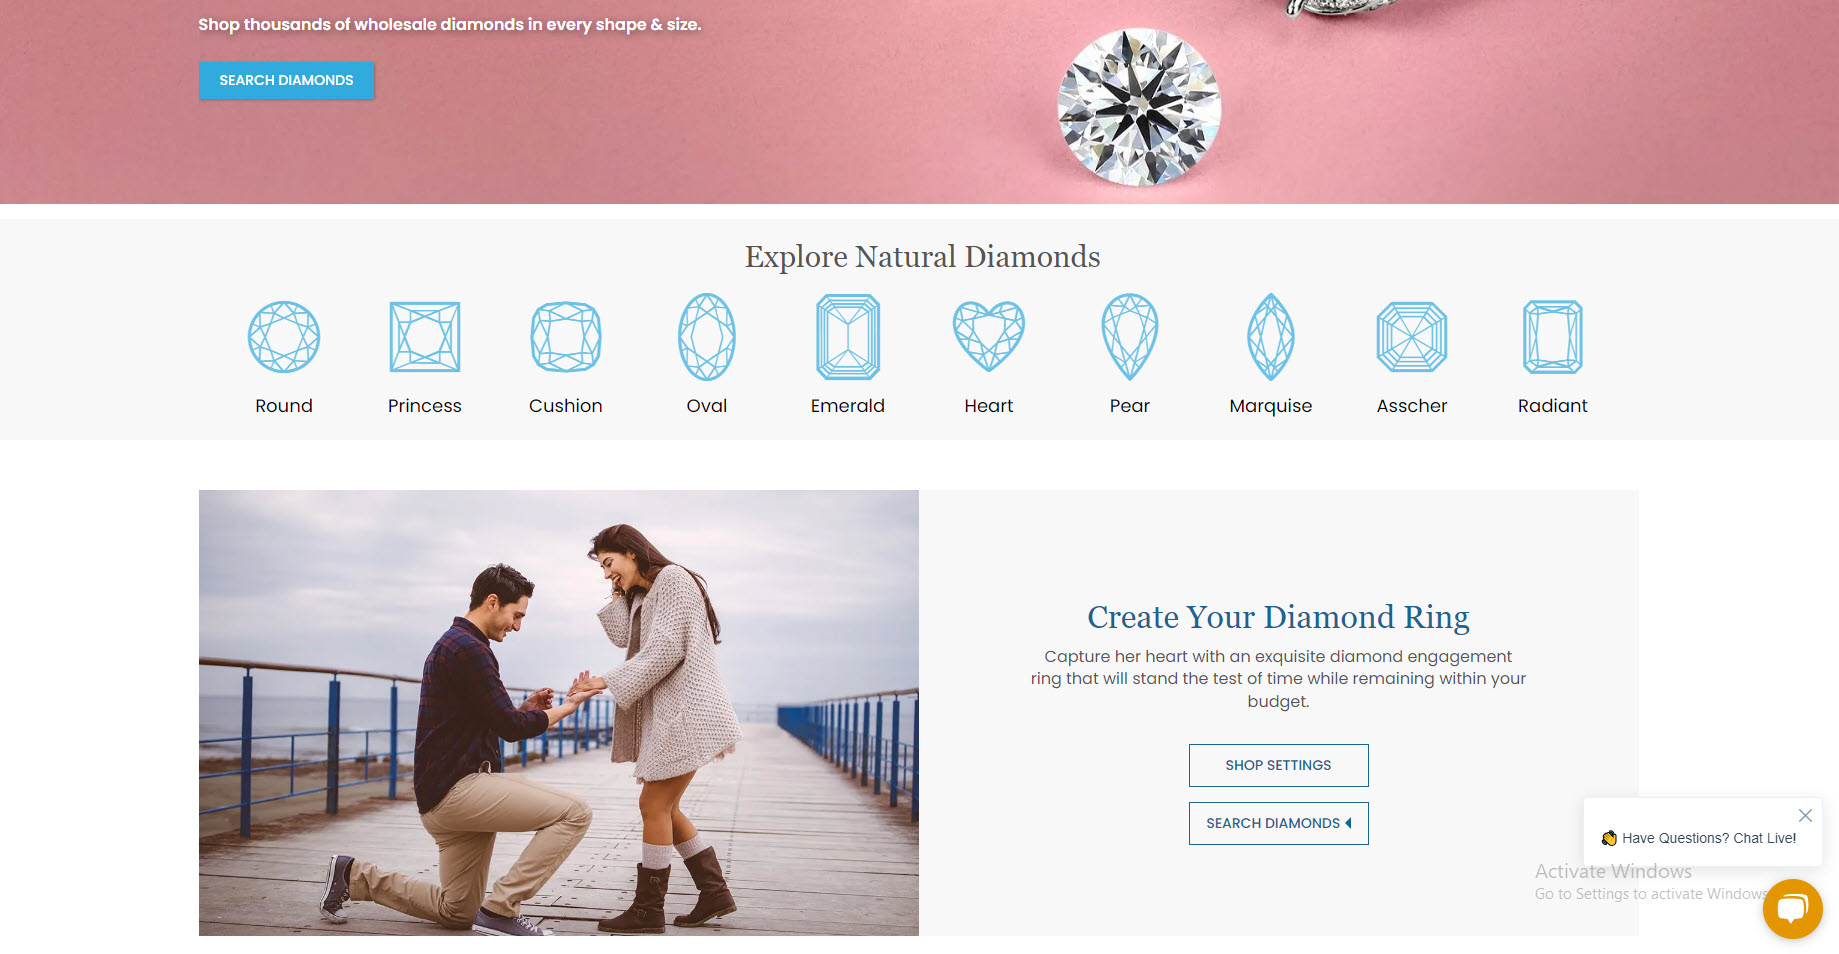 Shop thousands of wholesale diamonds in every shape & size.
SEARCH DIAMONDS
Explore Natural Diamonds
Round
Princess
Cushion
Oval
Emerald
Heart
Pear
Marquise
Asscher
Radiant
Create Your Diamond Ring
Capture her heart with an exquisite diamond engagement
ring that will stand the test of time while remaining within your
budget.
SHOP SETTINGS
SEARCH DIAMONDS
Have Questions? Chat Live!
Activate Windows
Go to Settings to activate Windows